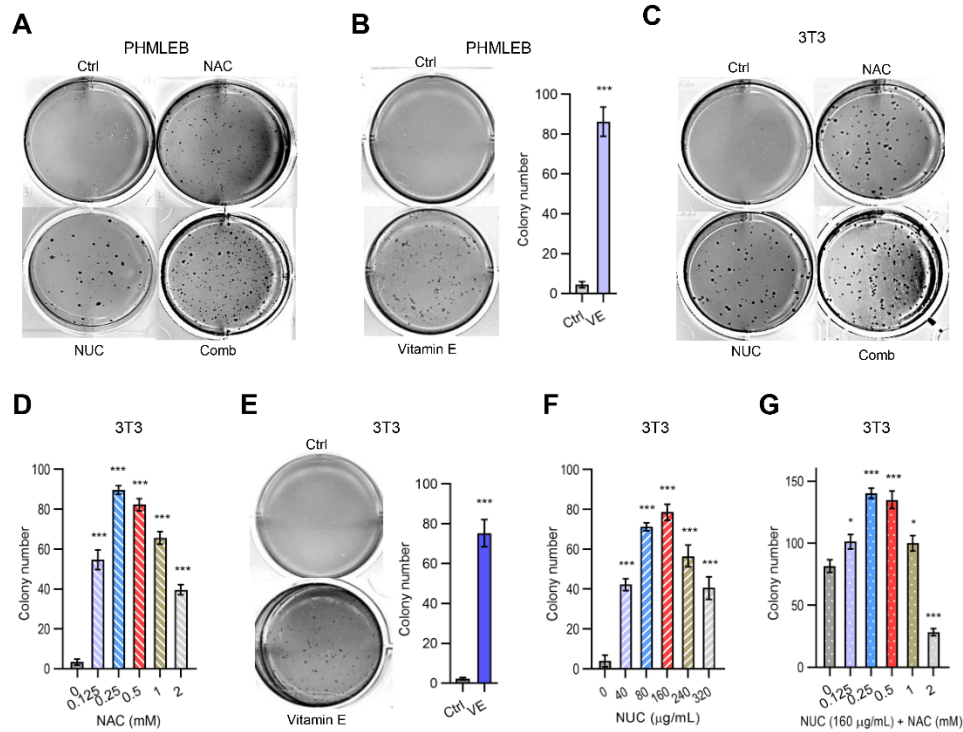 A
PHMLEB
Ctrl
NAC
NUC
Comb
B
PHMLEB
Ctrl
Vitamin E
Colony number
100
80
60
40
20
0
***
Ctrl
VE
C
3T3
Ctrl
NAC
NUC
Comb
D
3T3
Colony number
100
80
60
40
20
0
***
***
***
***
***
0
0.125
0.25
0.5
1
2
NAC (mM)
E
3T3
Ctrl
Vitamin E
Colony number
100
80
60
40
20
0
***
Ctrl
VE
F
3T3
Colony number
100
80
60
40
20
0
***
***
***
***
***
0
40
80
160
240
320
NUC (µg/mL)
G
3T3
Colony number
150
100
50
0
*
***
***
*
***
0
0.125
0.25
0.5
1
2
NUC (160 µg/mL) + NAC (mM)